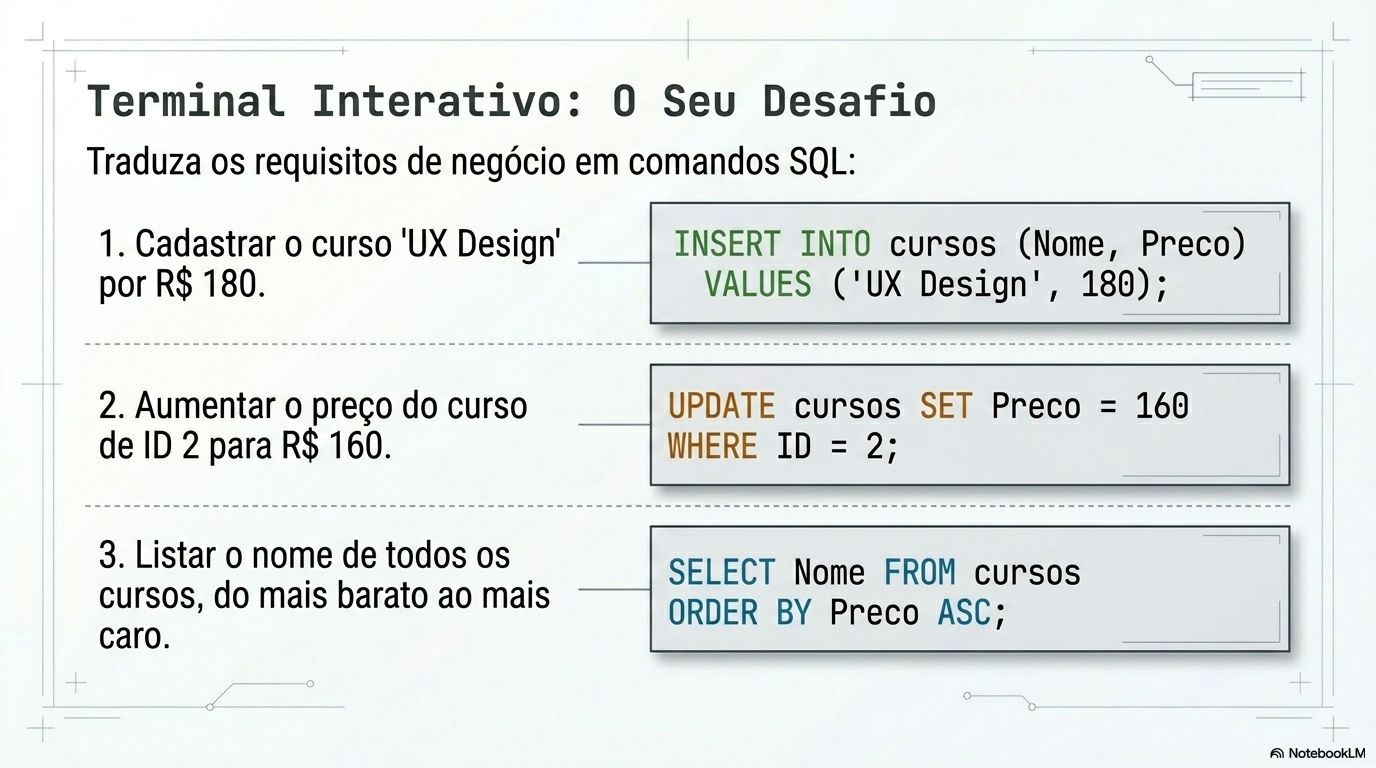 Terminal Interativo: O Seu Desafio
Traduza os requisitos de negócio em comandos SQL:
1. Cadastrar o curso 'UX Design'
por R$ 180.
INSERT INTO cursos (Nome, Preco)
VALUES ('UX Design', 180);
2. Aumentar o preço do curso
de ID 2 para R$ 160.
UPDATE cursos SET Preco = 160
WHERE ID = 2;
3. Listar o nome de todos os
cursos, do mais barato ao mais
caro.
SELECT Nome FROM cursos
ORDER BY Preco ASC;
NotebookLM